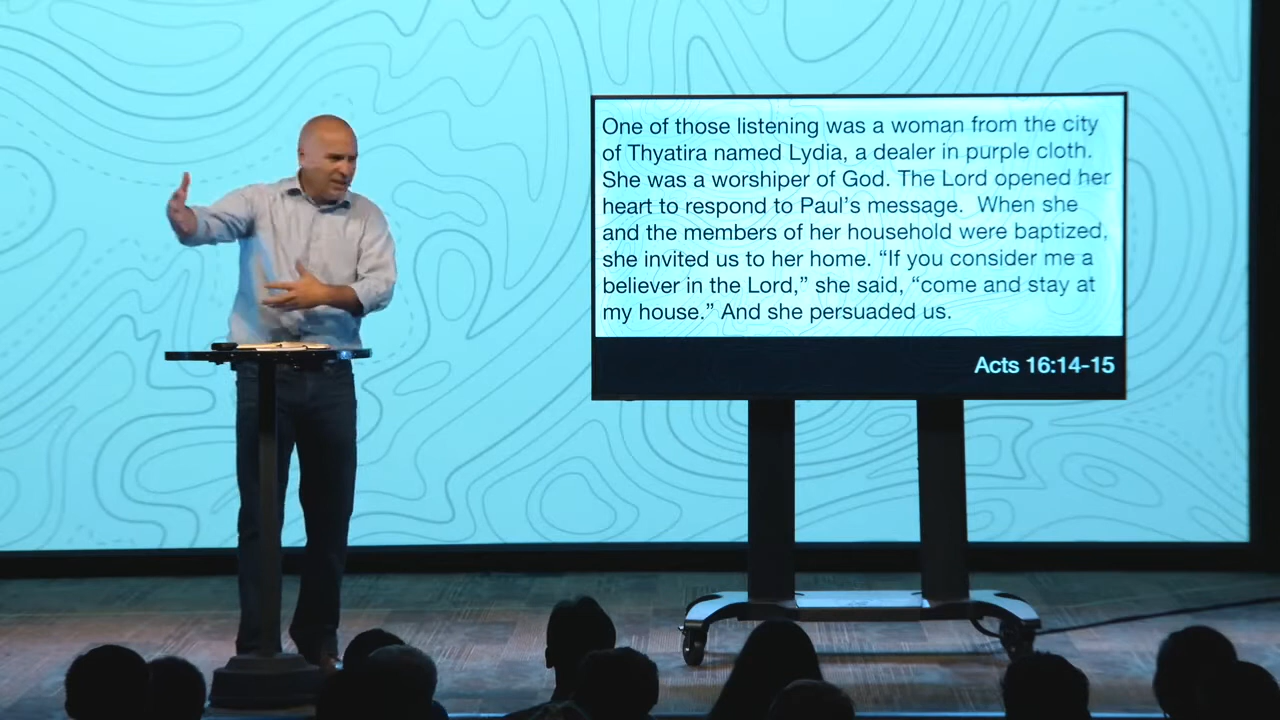 One of those listening was a woman from the city
of Thyatira named Lydia, a dealer in purple cloth.
She was a worshiper of God. The Lord opened her
heart to respond to Paul’s message.  When she
and the members of her household were baptized,
she invited us to her home. “If you consider me a
believer in the Lord,” she said, “come and stay at
my house.” And she persuaded us.
Acts 16:14-15